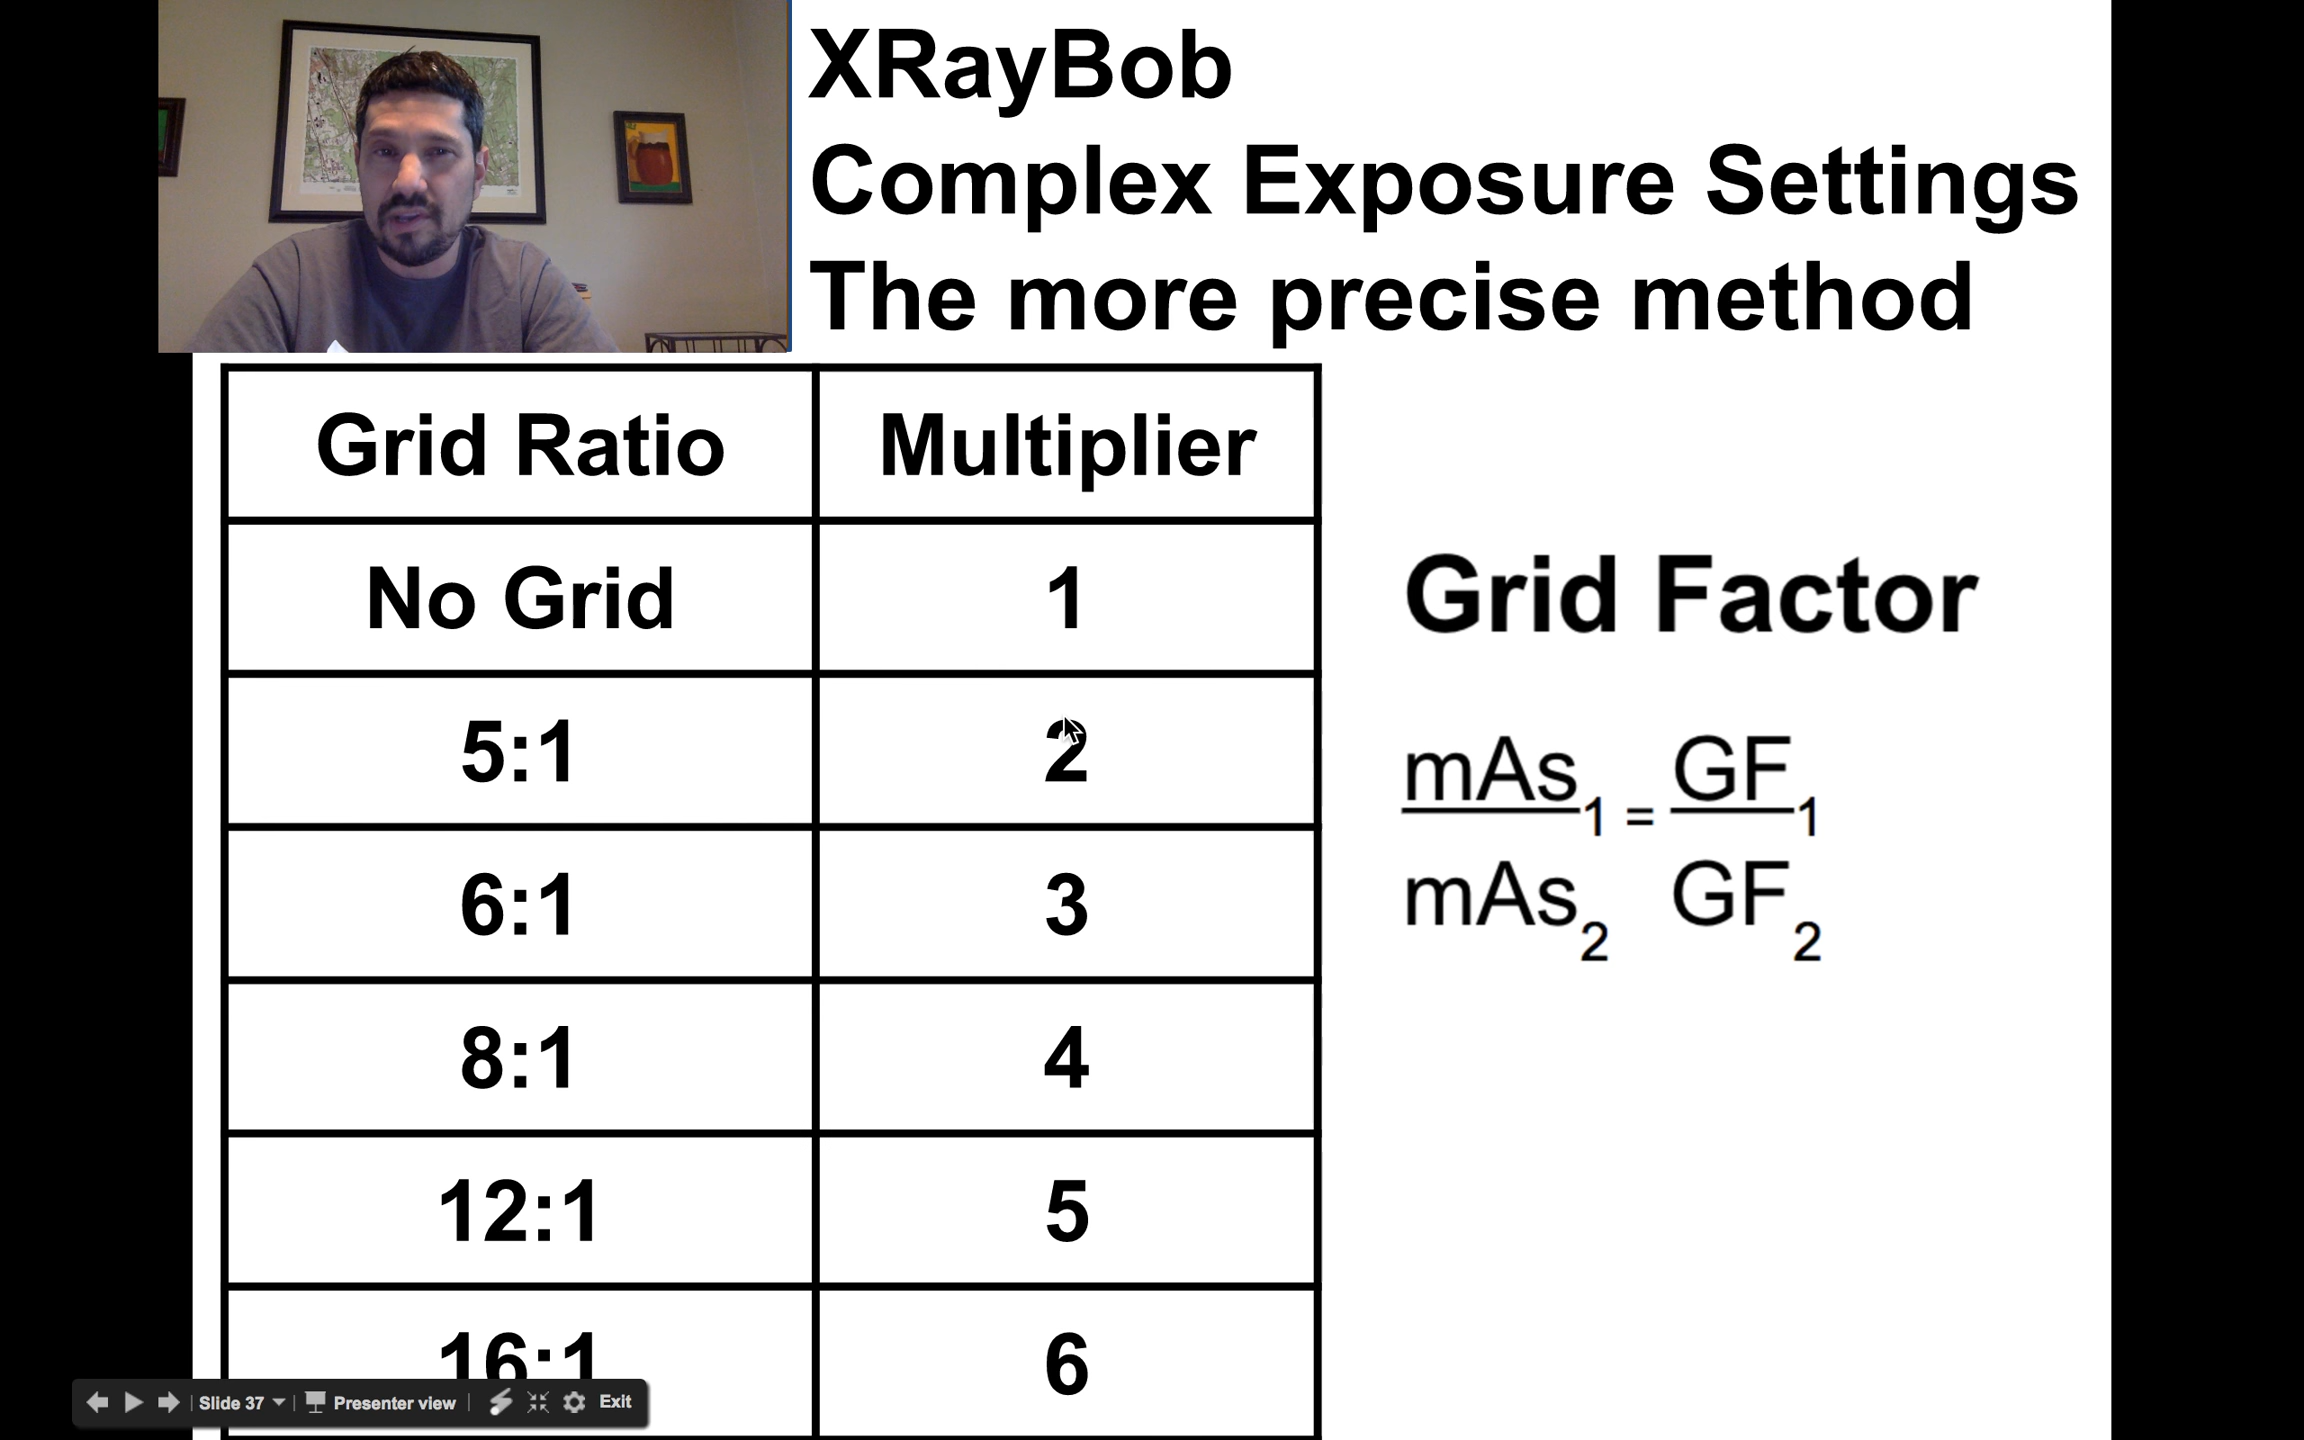 XRayBob
Complex Exposure Settings
The more precise method
Grid Ratio Multiplier
No Grid 1
5:1 2
6:1 3
8:1 4
12:1 5
16:1 6
Grid Factor
mAs1 = GF1
mAs2 GF2
Slide 37 Presenter view Exit